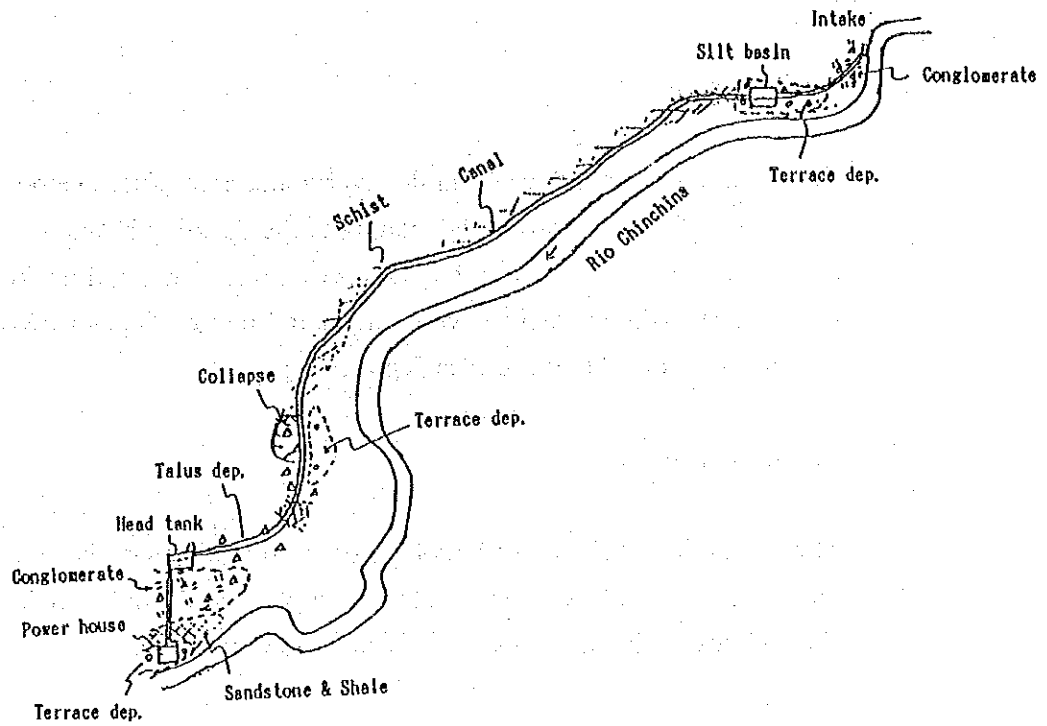 Intake
Silt basin
Conglomerate
Terrace dep.
Canal
Schist
Rio Chinchina
Collapse
Terrace dep.
Talus dep.
Head tank
Conglomerate
Power house
Sandstone & Shale
Terrace dep.